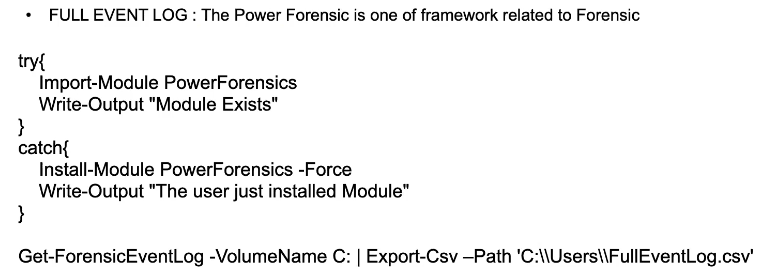 • FULL EVENT LOG : The Power Forensic is one of framework related to Forensic
try{
    Import-Module PowerForensics
    Write-Output "Module Exists"
}
catch{
    Install-Module PowerForensics -Force
    Write-Output "The user just installed Module"
}
Get-ForensicEventLog -VolumeName C: | Export-Csv –Path 'C:\\Users\\FullEventLog.csv'